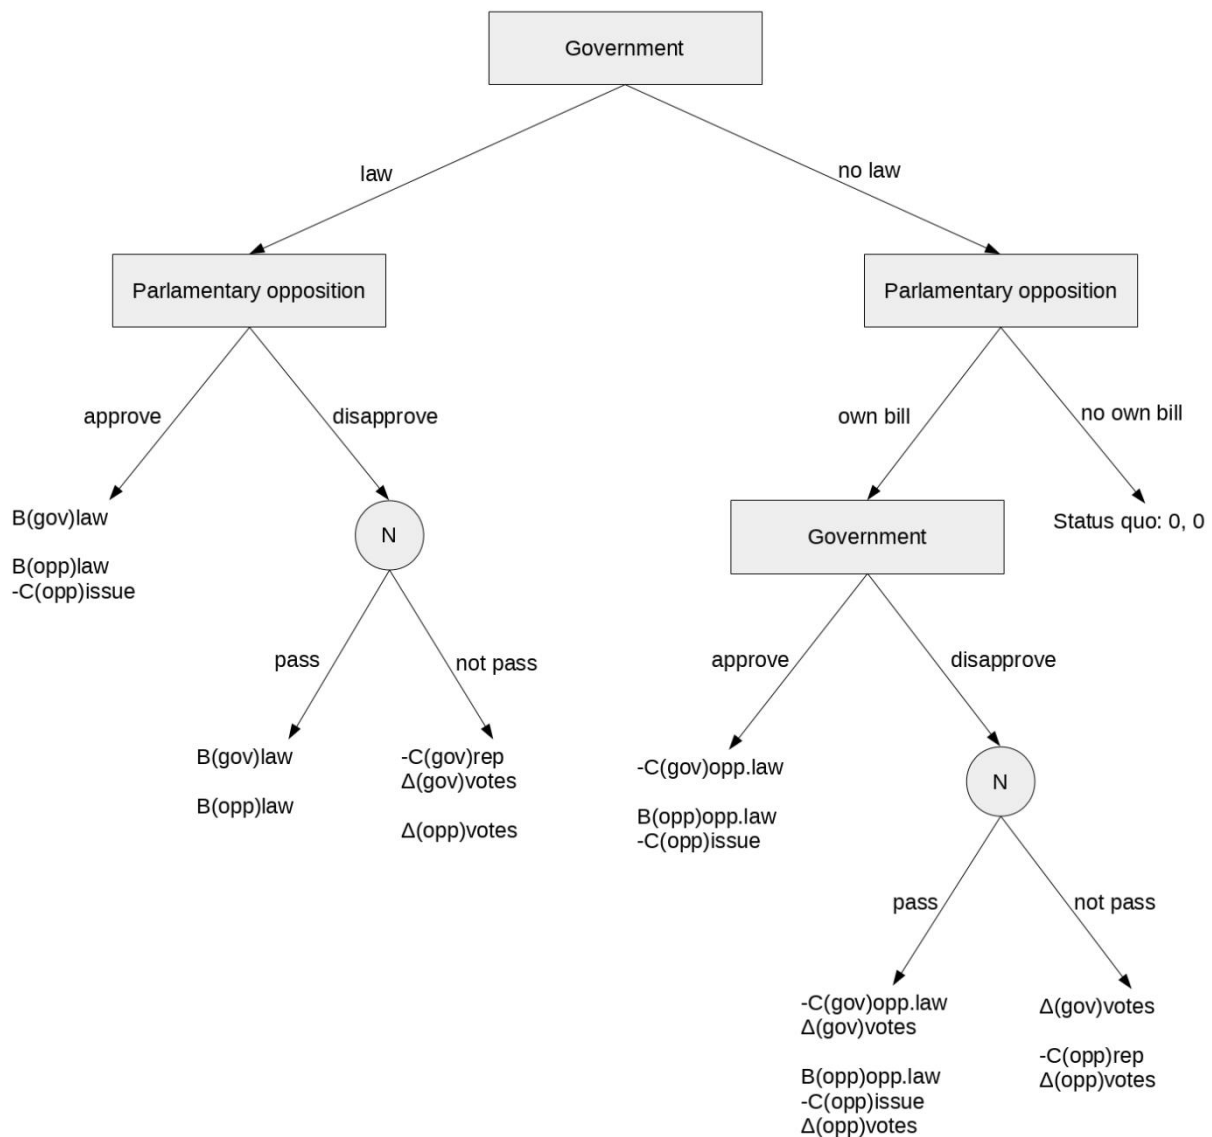 Government
law
no law
Parlamentary opposition
Parlamentary opposition
approve
disapprove
own bill
no own bill
B(gov)law
B(opp)law
-C(opp)issue
N
Government
Status quo: 0, 0
pass
not pass
approve
disapprove
B(gov)law
B(opp)law
-C(gov)rep
Δ(gov)votes
Δ(opp)votes
-C(gov)opp.law
B(opp)opp.law
-C(opp)issue
N
pass
not pass
-C(gov)opp.law
Δ(gov)votes
B(opp)opp.law
-C(opp)issue
Δ(opp)votes
Δ(gov)votes
-C(opp)rep
Δ(opp)votes